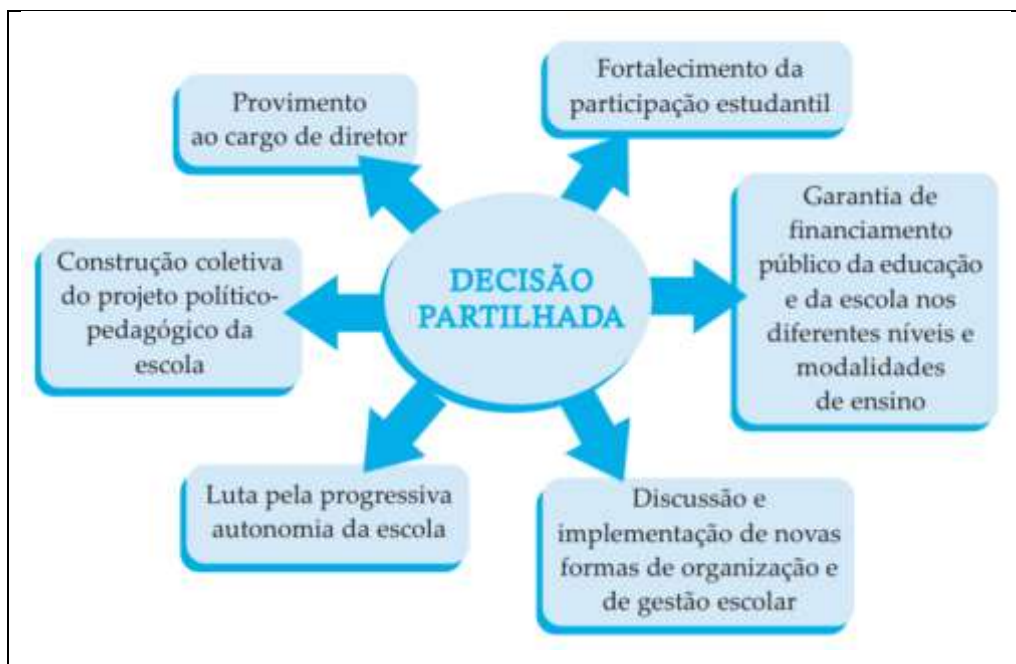 Provimento
ao cargo de diretor
Fortalecimento da
participação estudantil
Construção coletiva
do projeto político-
pedagógico da
escola
DECISÃO
PARTILHADA
Garantia de
financiamento
público da educação
e da escola nos
diferentes níveis e
modalidades
de ensino
Luta pela progressiva
autonomia da escola
Discussão e
implementação de novas
formas de organização e
de gestão escolar